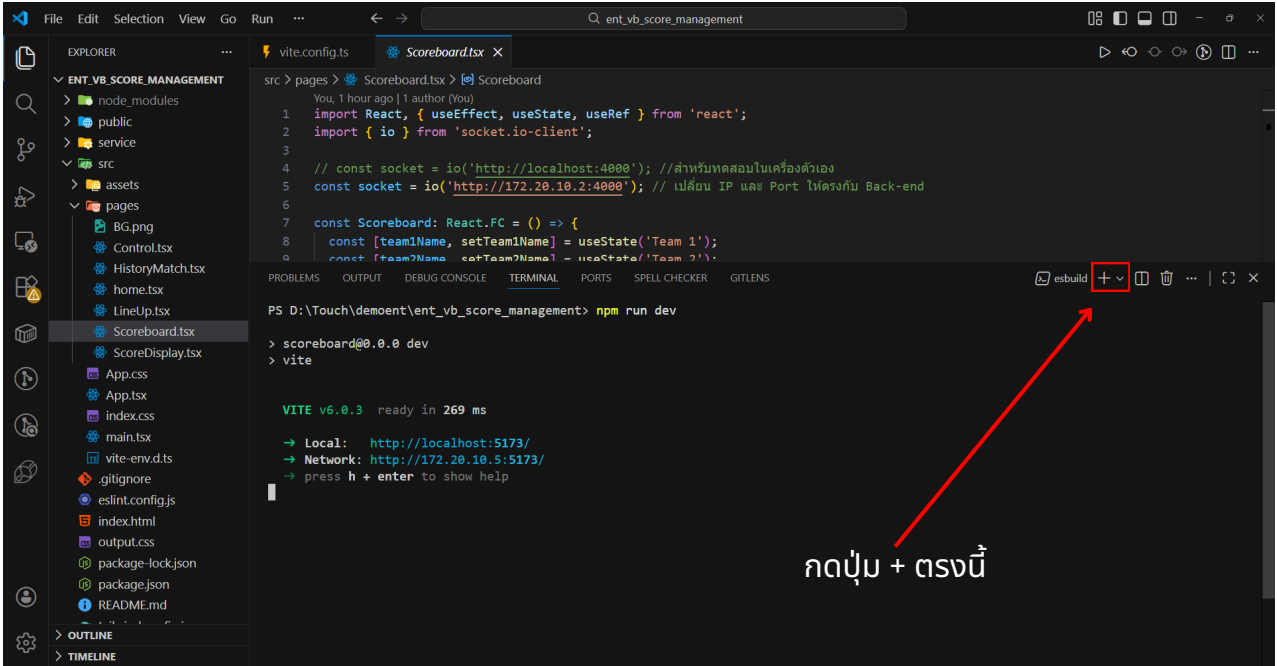 File Edit Selection View Go Run ··· ent_vb_score_management
EXPLORER ···
ENT_VB_SCORE_MANAGEMENT
node_modules
public
service
src
assets
pages
BG.png
Control.tsx
HistoryMatch.tsx
home.tsx
LineUp.tsx
Scoreboard.tsx
ScoreDisplay.tsx
App.css
App.tsx
index.css
main.tsx
vite-env.d.ts
.gitignore
eslint.config.js
index.html
output.css
package-lock.json
package.json
README.md
OUTLINE
TIMELINE
vite.config.ts Scoreboard.tsx
src > pages > Scoreboard.tsx > Scoreboard
You, 1 hour ago | 1 author (You)
1 import React, { useEffect, useState, useRef } from 'react';
2 import { io } from 'socket.io-client';
3
4 // const socket = io('http://localhost:4000'); //สำหรับทดสอบในเครื่องตัวเอง
5 const socket = io('http://172.20.10.2:4000'); // เปลี่ยน IP และ Port ให้ตรงกับ Back-end
6
7 const Scoreboard: React.FC = () => {
8 const [team1Name, setTeam1Name] = useState('Team 1');
9 const [team2Name, setTeam2Name] = useState('Team 2');
PROBLEMS OUTPUT DEBUG CONSOLE TERMINAL PORTS SPELL CHECKER GITLENS esbuild + ···
PS D:\Touch\demoent\ent_vb_score_management> npm run dev
> scoreboard@0.0.0 dev
> vite
VITE v6.0.3 ready in 269 ms
→ Local: http://localhost:5173/
→ Network: http://172.20.10.5:5173/
→ press h + enter to show help
กดปุ่ม + ตรงนี้